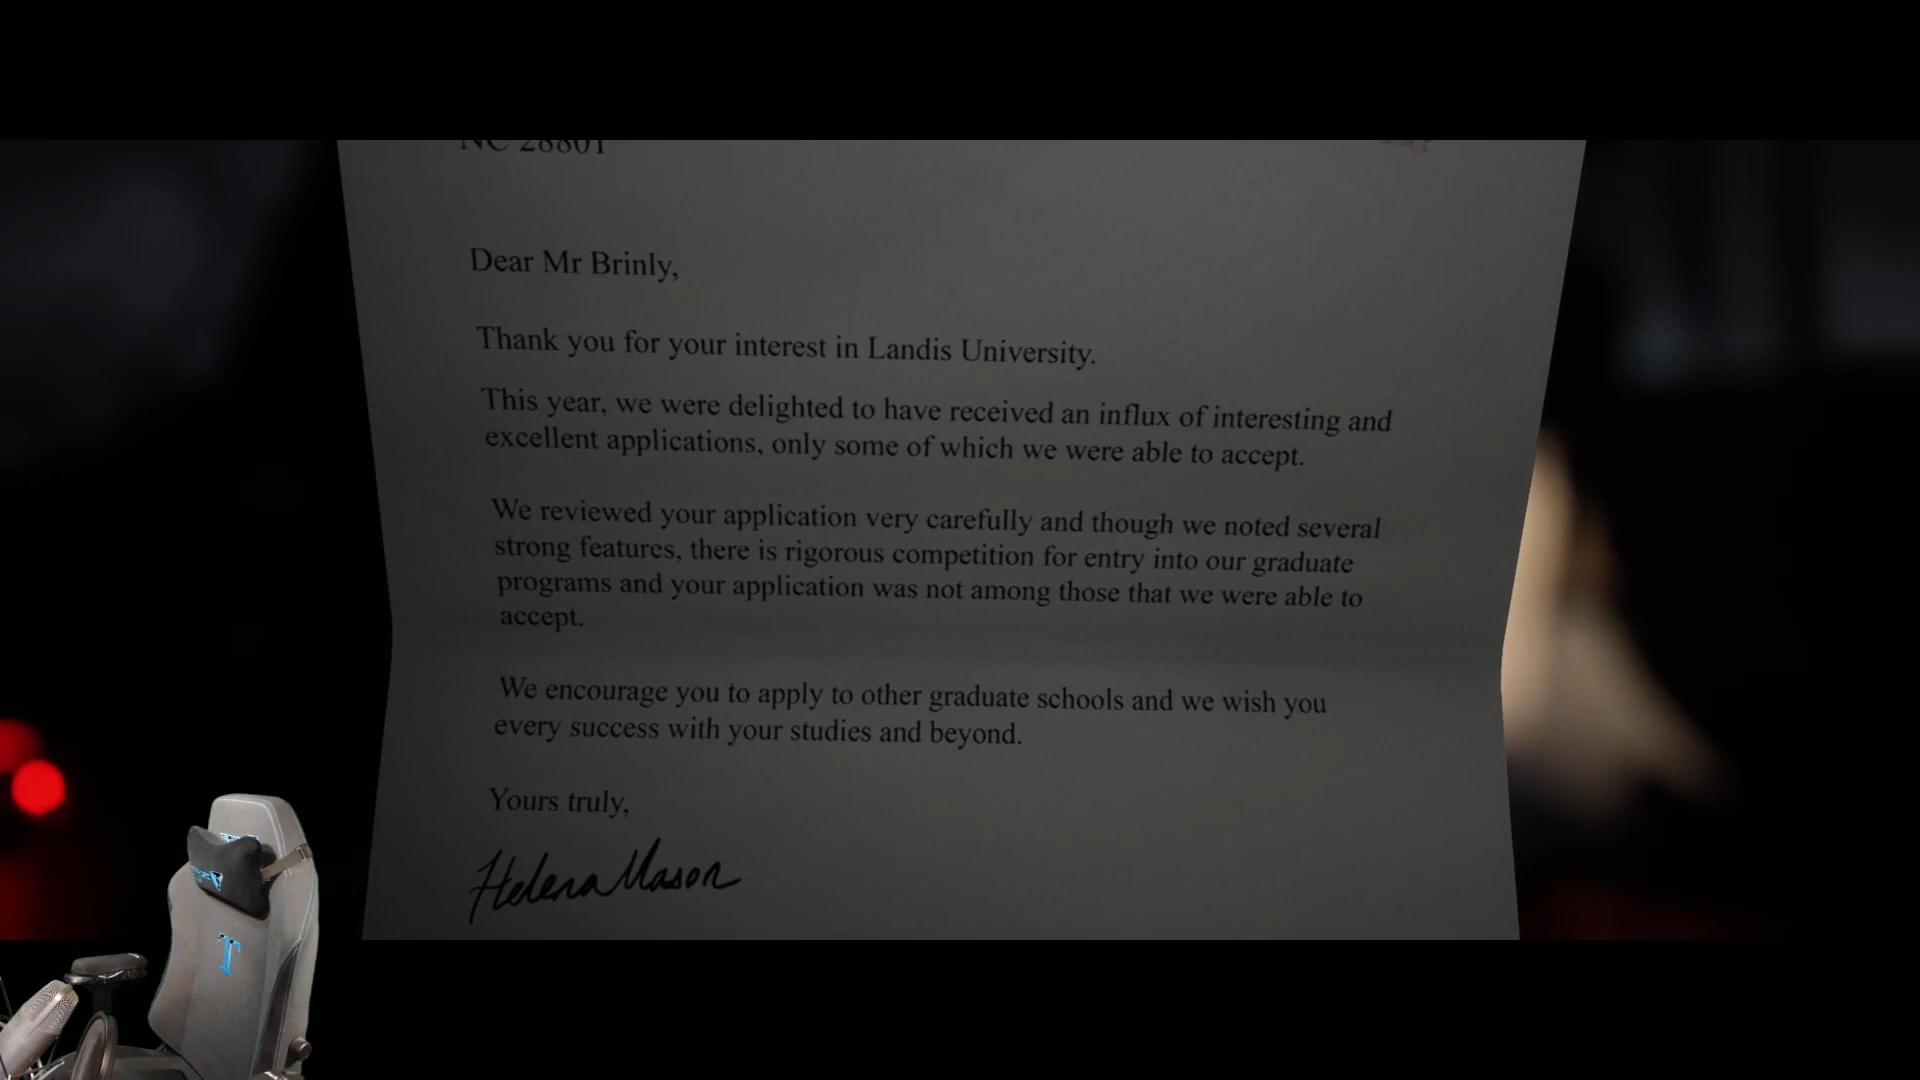 NC 28801
Dear Mr Brinly,
Thank you for your interest in Landis University.
This year, we were delighted to have received an influx of interesting and
excellent applications, only some of which we were able to accept.
We reviewed your application very carefully and though we noted several
strong features, there is rigorous competition for entry into our graduate
programs and your application was not among those that we were able to
accept.
We encourage you to apply to other graduate schools and we wish you
every success with your studies and beyond.
Yours truly,
Helena Mason
T